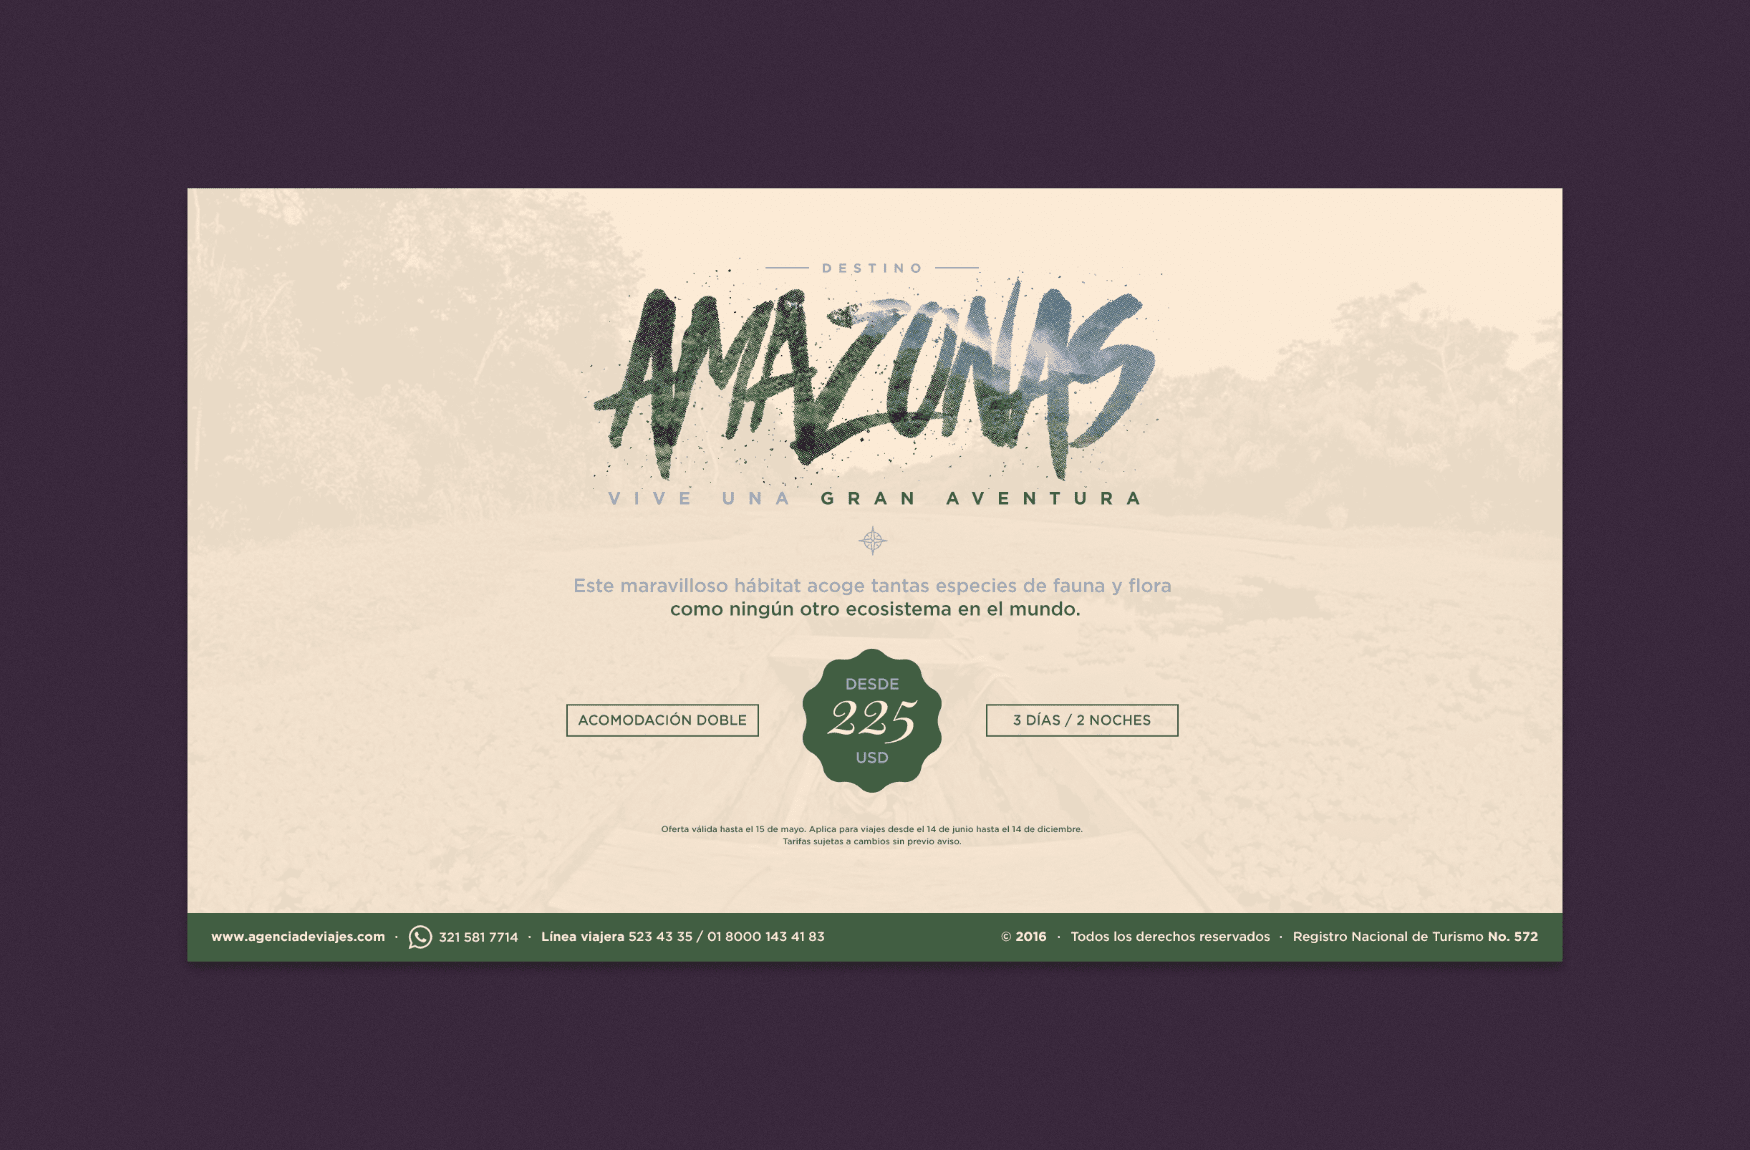 DESTINO
AMAZONAS
VIVE UNA GRAN AVENTURA
Este maravilloso hábitat acoge tantas especies de fauna y flora
como ningún otro ecosistema en el mundo.
ACOMODACIÓN DOBLE
DESDE
225
USD
3 DÍAS / 2 NOCHES
Oferta válida hasta el 15 de mayo. Aplica para viajes desde el 14 de junio hasta el 14 de diciembre.
Tarifas sujetas a cambios sin previo aviso.
www.agenciadeviajes.com · 321 581 7714 · Línea viajera 523 43 35 / 01 8000 143 41 83
© 2016 · Todos los derechos reservados · Registro Nacional de Turismo No. 572